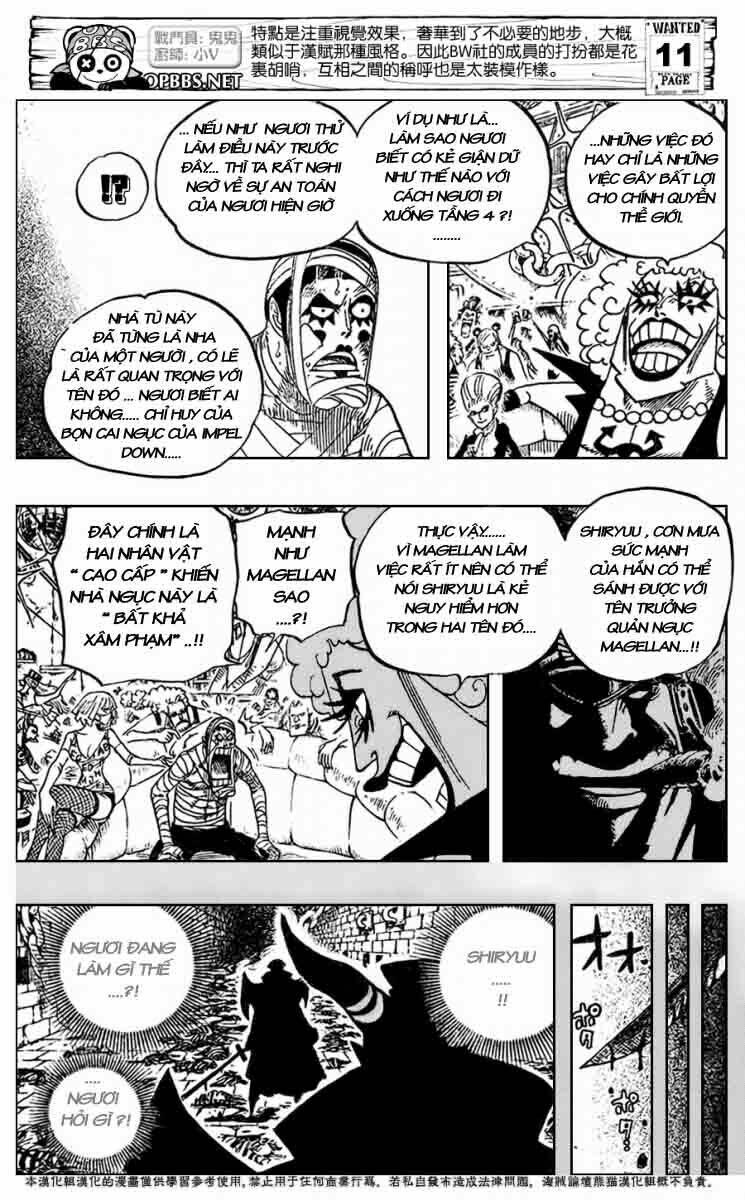 戰鬥員: 鬼鬼
廚師: 小V
OPBBS.NET
特點是注重視覺效果，奢華到了不必要的地步，大概
類似于漢賦那种風格。因此BW社的成員的打扮都是花
裏胡哨，互相之間的稱呼也是太裝模作樣。
WANTED
11
PAGE
...NHỮNG VIỆC ĐÓ
HAY CHỈ LÀ NHỮNG
VIỆC GÂY BẤT LỢI
CHO CHÍNH QUYỀN
THẾ GIỚI.
VÍ DỤ NHƯ LÀ...
LÀM SAO NGƯƠI
BIẾT CÓ KẺ GIẬN DỮ
NHƯ THẾ NÀO VỚI
CÁCH NGƯƠI ĐI
XUỐNG TẦNG 4 ?!
.........
... NẾU NHƯ NGƯƠI THỬ
LÀM ĐIỀU NÀY TRƯỚC
ĐÂY... THÌ TA RẤT NGHI
NGỜ VỀ SỰ AN TOÀN
CỦA NGƯƠI HIỆN GIỜ
!?
NHÀ TÙ NÀY
ĐÃ TỪNG LÀ NHA
CỦA MỘT NGƯỜI , CÓ LẼ
LÀ RẤT QUAN TRỌNG VỚI
TÊN ĐÓ ... NGƯƠI BIẾT AI
KHÔNG..... CHỈ HUY CỦA
BỌN CAI NGỤC CỦA IMPEL
DOWN.....
SHIRYUU , CƠN MƯA
SỨC MẠNH
CỦA HẮN CÓ THỂ
SÁNH ĐƯỢC VỚI
TÊN TRƯỞNG
QUẢN NGỤC
MAGELLAN...!!
THỰC VẬY......
VÌ MAGELLAN LÀM
VIỆC RẤT ÍT NÊN CÓ THỂ
NÓI SHIRYUU LÀ KẺ
NGUY HIỂM HƠN
TRONG HAI TÊN ĐÓ....
MẠNH
NHƯ
MAGELLAN
SAO
....?!
ĐÂY CHÍNH LÀ
HAI NHÂN VẬT
“ CAO CẤP ” KHIẾN
NHÀ NGỤC NÀY LÀ
“ BẤT KHẢ
XÂM PHẠM” ..!!
オオ
ポタ
ポタ
SHIRYUU
.....
!!
NGƯƠI ĐANG
LÀM GÌ THẾ
....?!
....
NGƯƠI
HỎI GÌ ?!
本漢化組漢化的漫畫僅供學習參考使用,禁止用于任何商業行爲，若私自發布造成法律問題，海賊論壇熊猫漢化組概不負責。